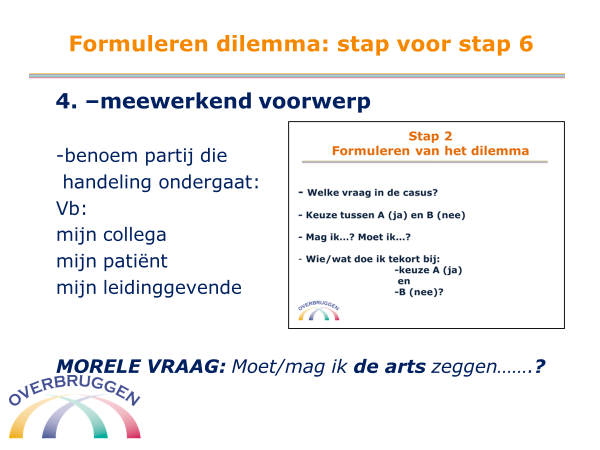 Formuleren dilemma: stap voor stap 6
4. –meewerkend voorwerp
-benoem partij die
handeling ondergaat:
Vb:
mijn collega
mijn patiënt
mijn leidinggevende
Stap 2
Formuleren van het dilemma
- Welke vraag in de casus?
- Keuze tussen A (ja) en B (nee)
- Mag ik…? Moet ik…?
- Wie/wat doe ik tekort bij:
-keuze A (ja)
en
-B (nee)?
OVERBRUGGEN
MORELE VRAAG: Moet/mag ik de arts zeggen…….?
OVERBRUGGEN